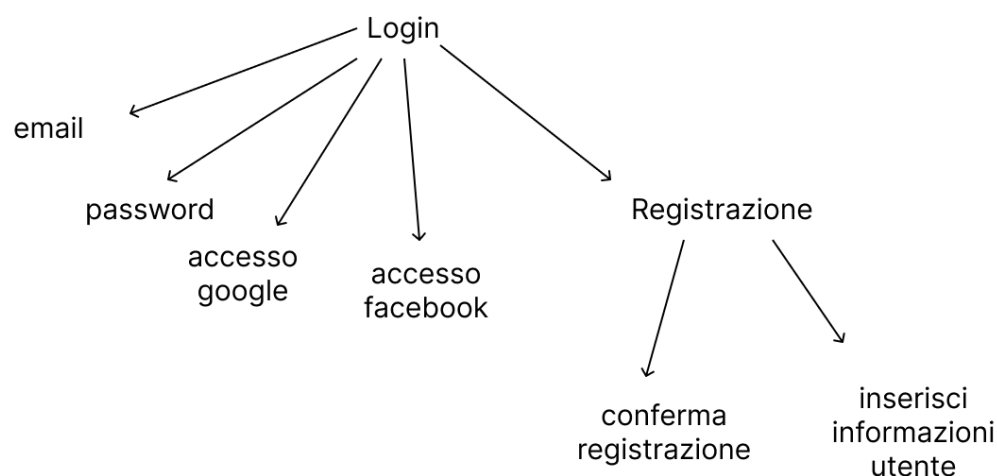 Login
email
password
accesso
google
accesso
facebook
Registrazione
conferma
registrazione
inserisci
informazioni
utente